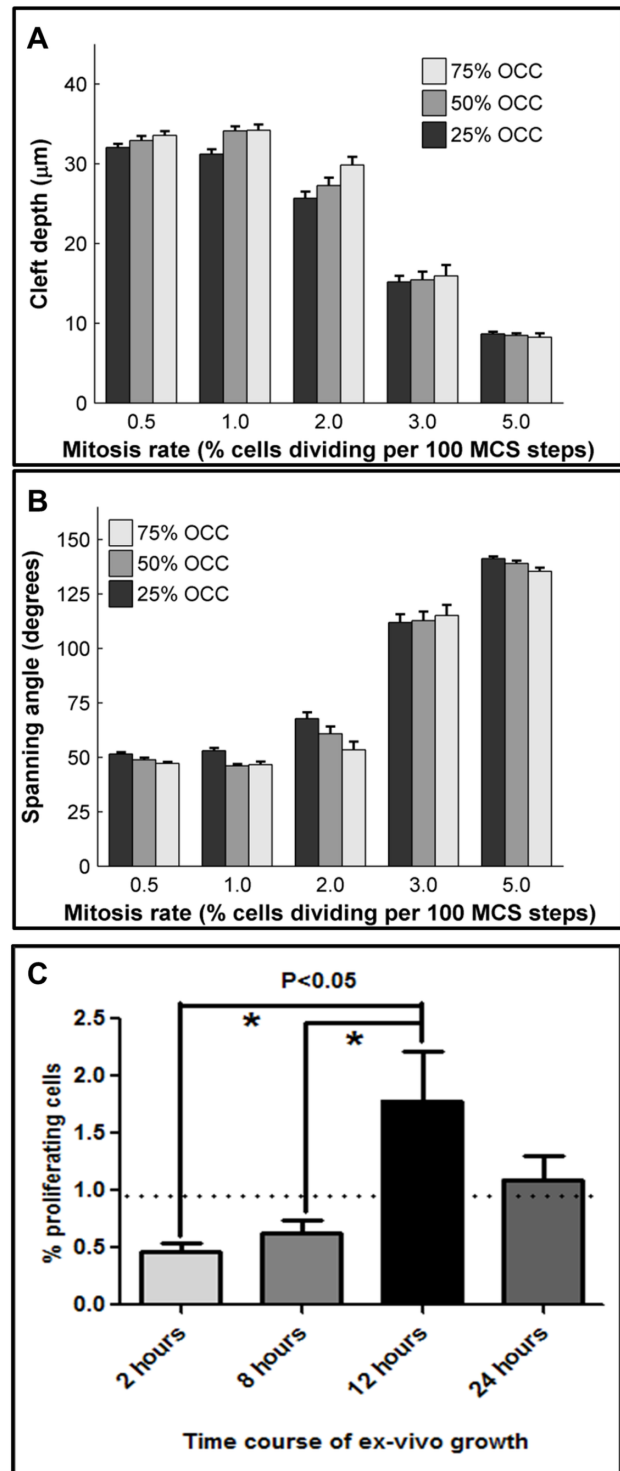 A
75% OCC
50% OCC
25% OCC
Cleft depth (μm)
40
30
20
10
0
0.5 1.0 2.0 3.0 5.0
Mitosis rate (% cells dividing per 100 MCS steps)
B
75% OCC
50% OCC
25% OCC
Spanning angle (degrees)
150
125
100
75
50
25
0
0.5 1.0 2.0 3.0 5.0
Mitosis rate (% cells dividing per 100 MCS steps)
C
P<0.05
* *
% proliferating cells
2.5
2.0
1.5
1.0
0.5
0.0
2 hours 8 hours 12 hours 24 hours
Time course of ex-vivo growth